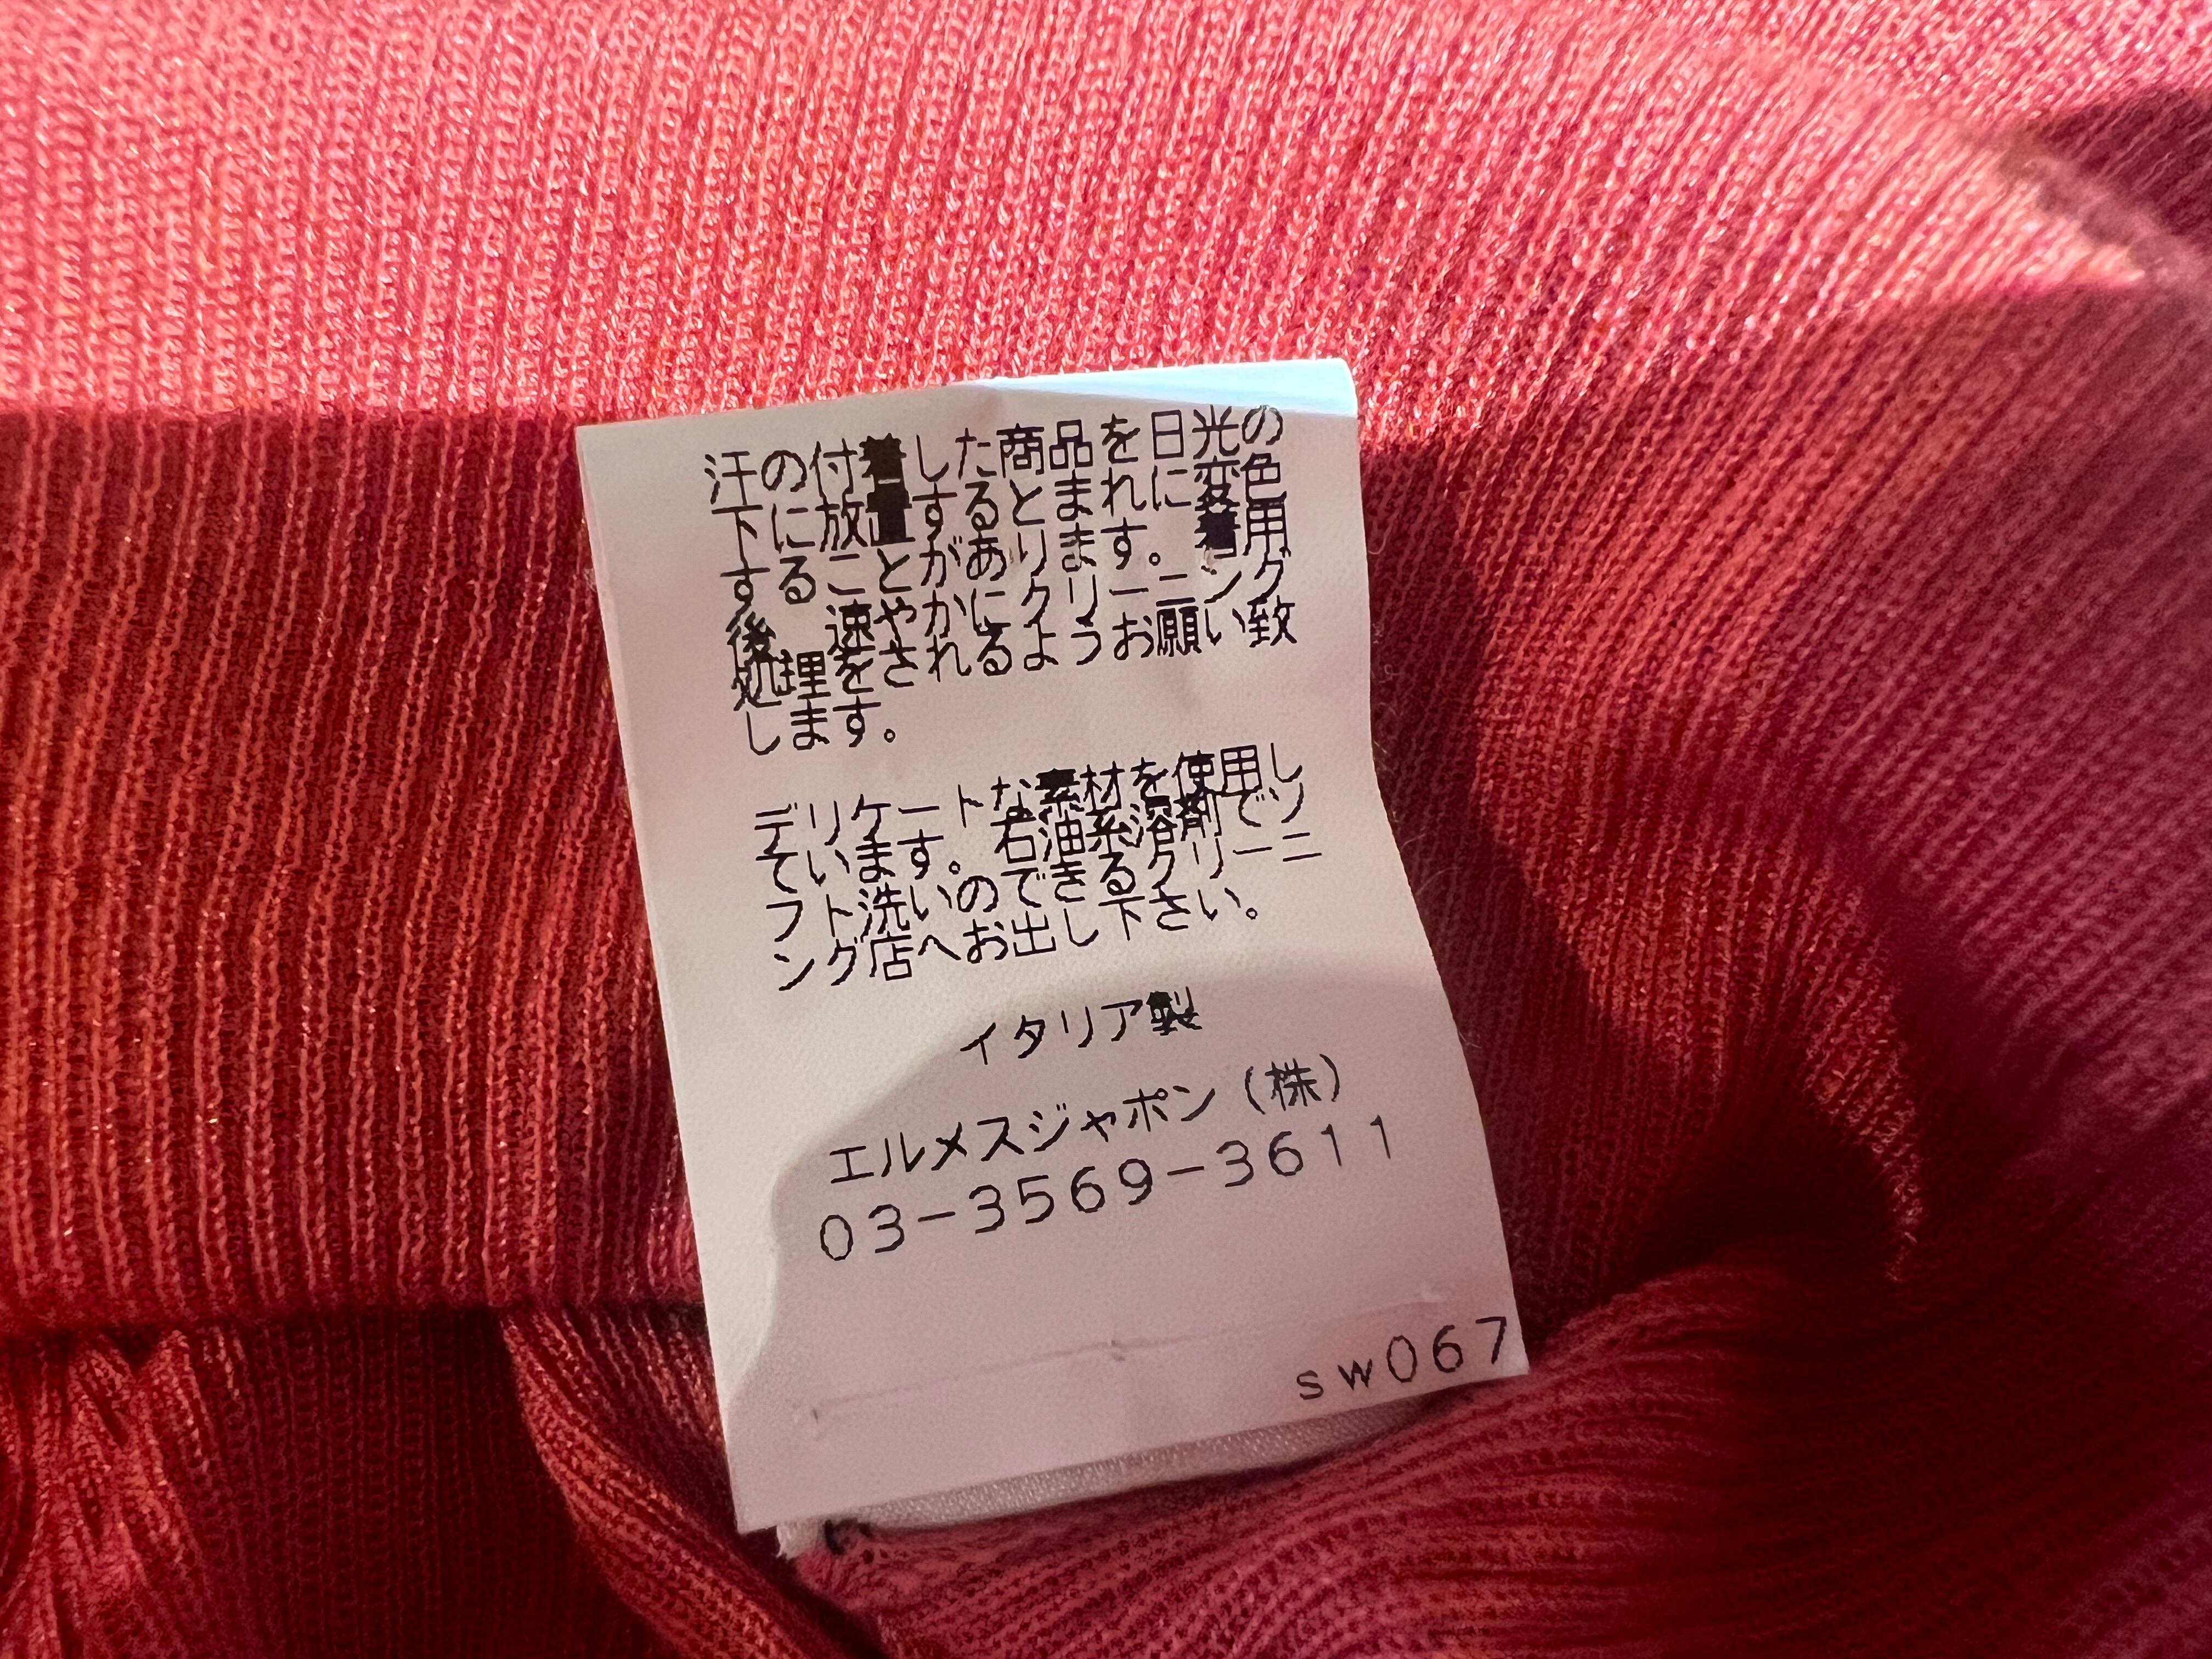 汗の付着した商品を日光の
下に放置するとまれに変色
することがあります。着用
後、速やかにクリーニング
処理をされるようお願い致
します。
デリケートな素材を使用し
ています。石油系溶剤でソ
フト洗いのできるクリーニ
ング店へお出し下さい。
イタリア製
エルメスジャポン(株)
03-3569-3611
sw067